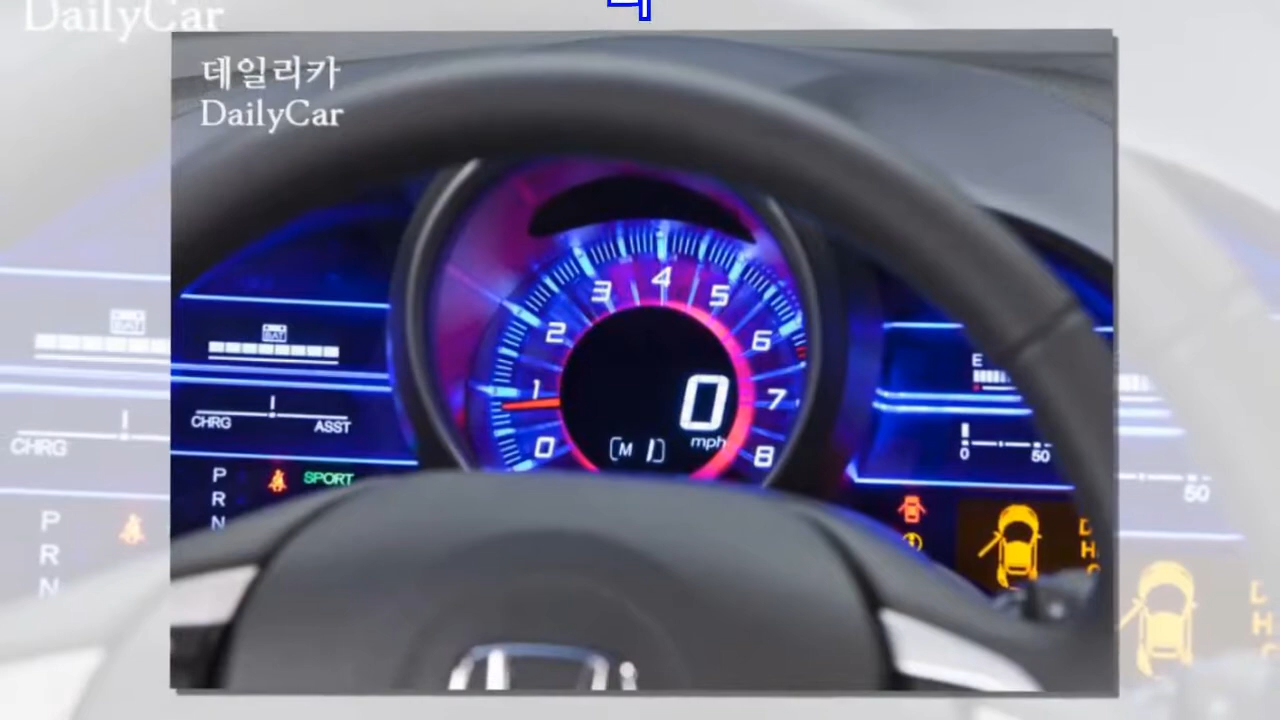 DailyCar
데일리카
DailyCar
BAT
CHRG
ASST
P
R
N
SPORT
0
1
2
3
4
5
6
7
8
0
mph
[M 1]
E
0
50
BAT
CHRG
P
R
N
50
H